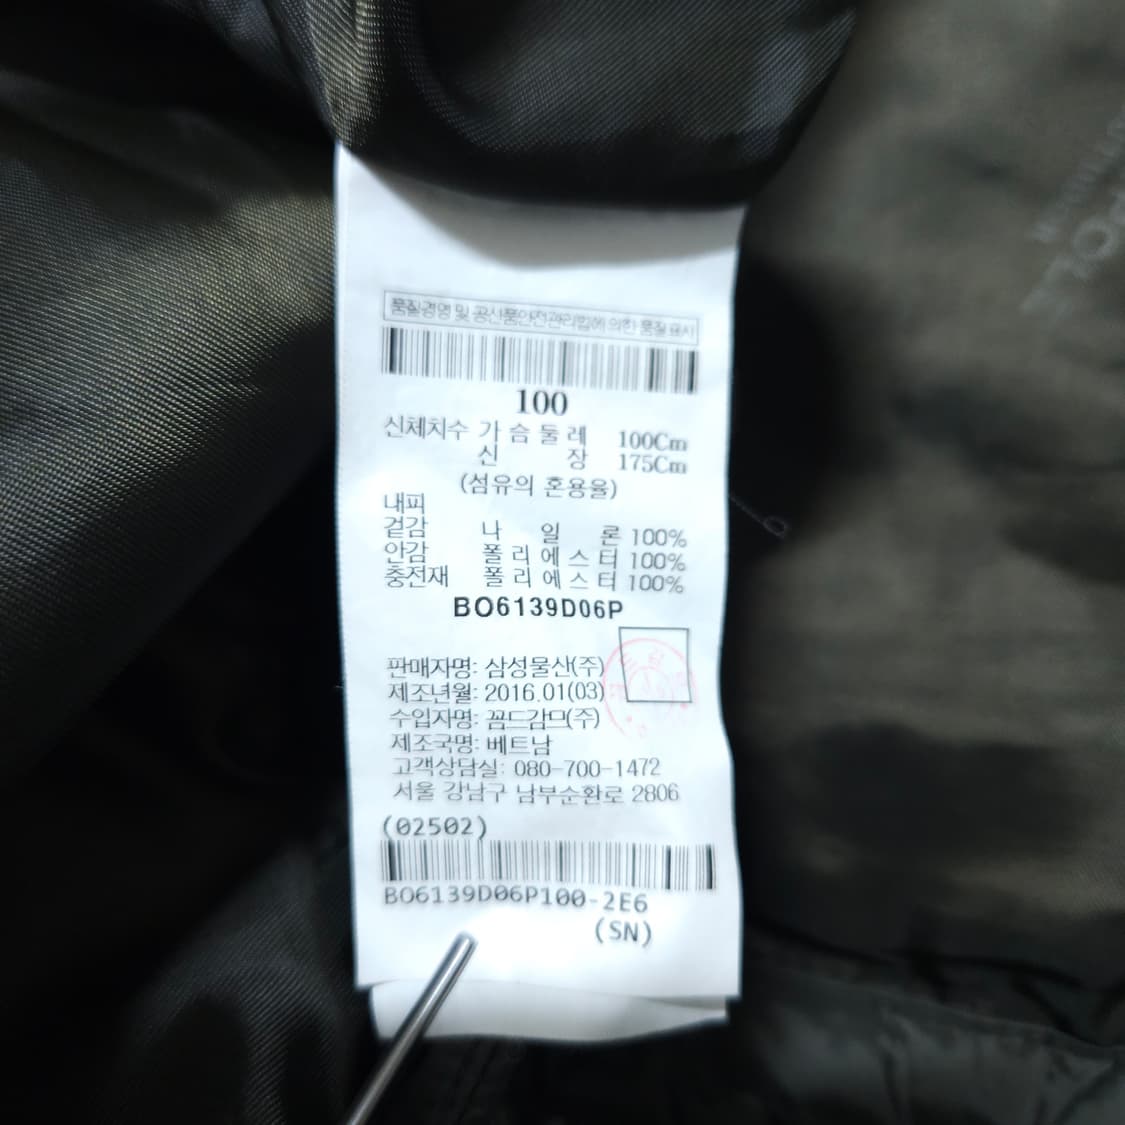 품질경영 및 공산품안전관리법에 의한 품질표시
100
신체치수 가 슴 둘 레 100Cm
신 장 175Cm
(섬유의 혼용율)
내피
겉감 나 일 론 100%
안감 폴 리 에 스 터 100%
충전재 폴 리 에 스 터 100%
BO6139D06P
판매자명: 삼성물산(주)
제조년월: 2016.01(03)
수입자명: 꼼드감므(주)
제조국명: 베트남
고객상담실: 080-700-1472
서울 강남구 남부순환로 2806
(02502)
BO6139D06P100-2E6
(SN)